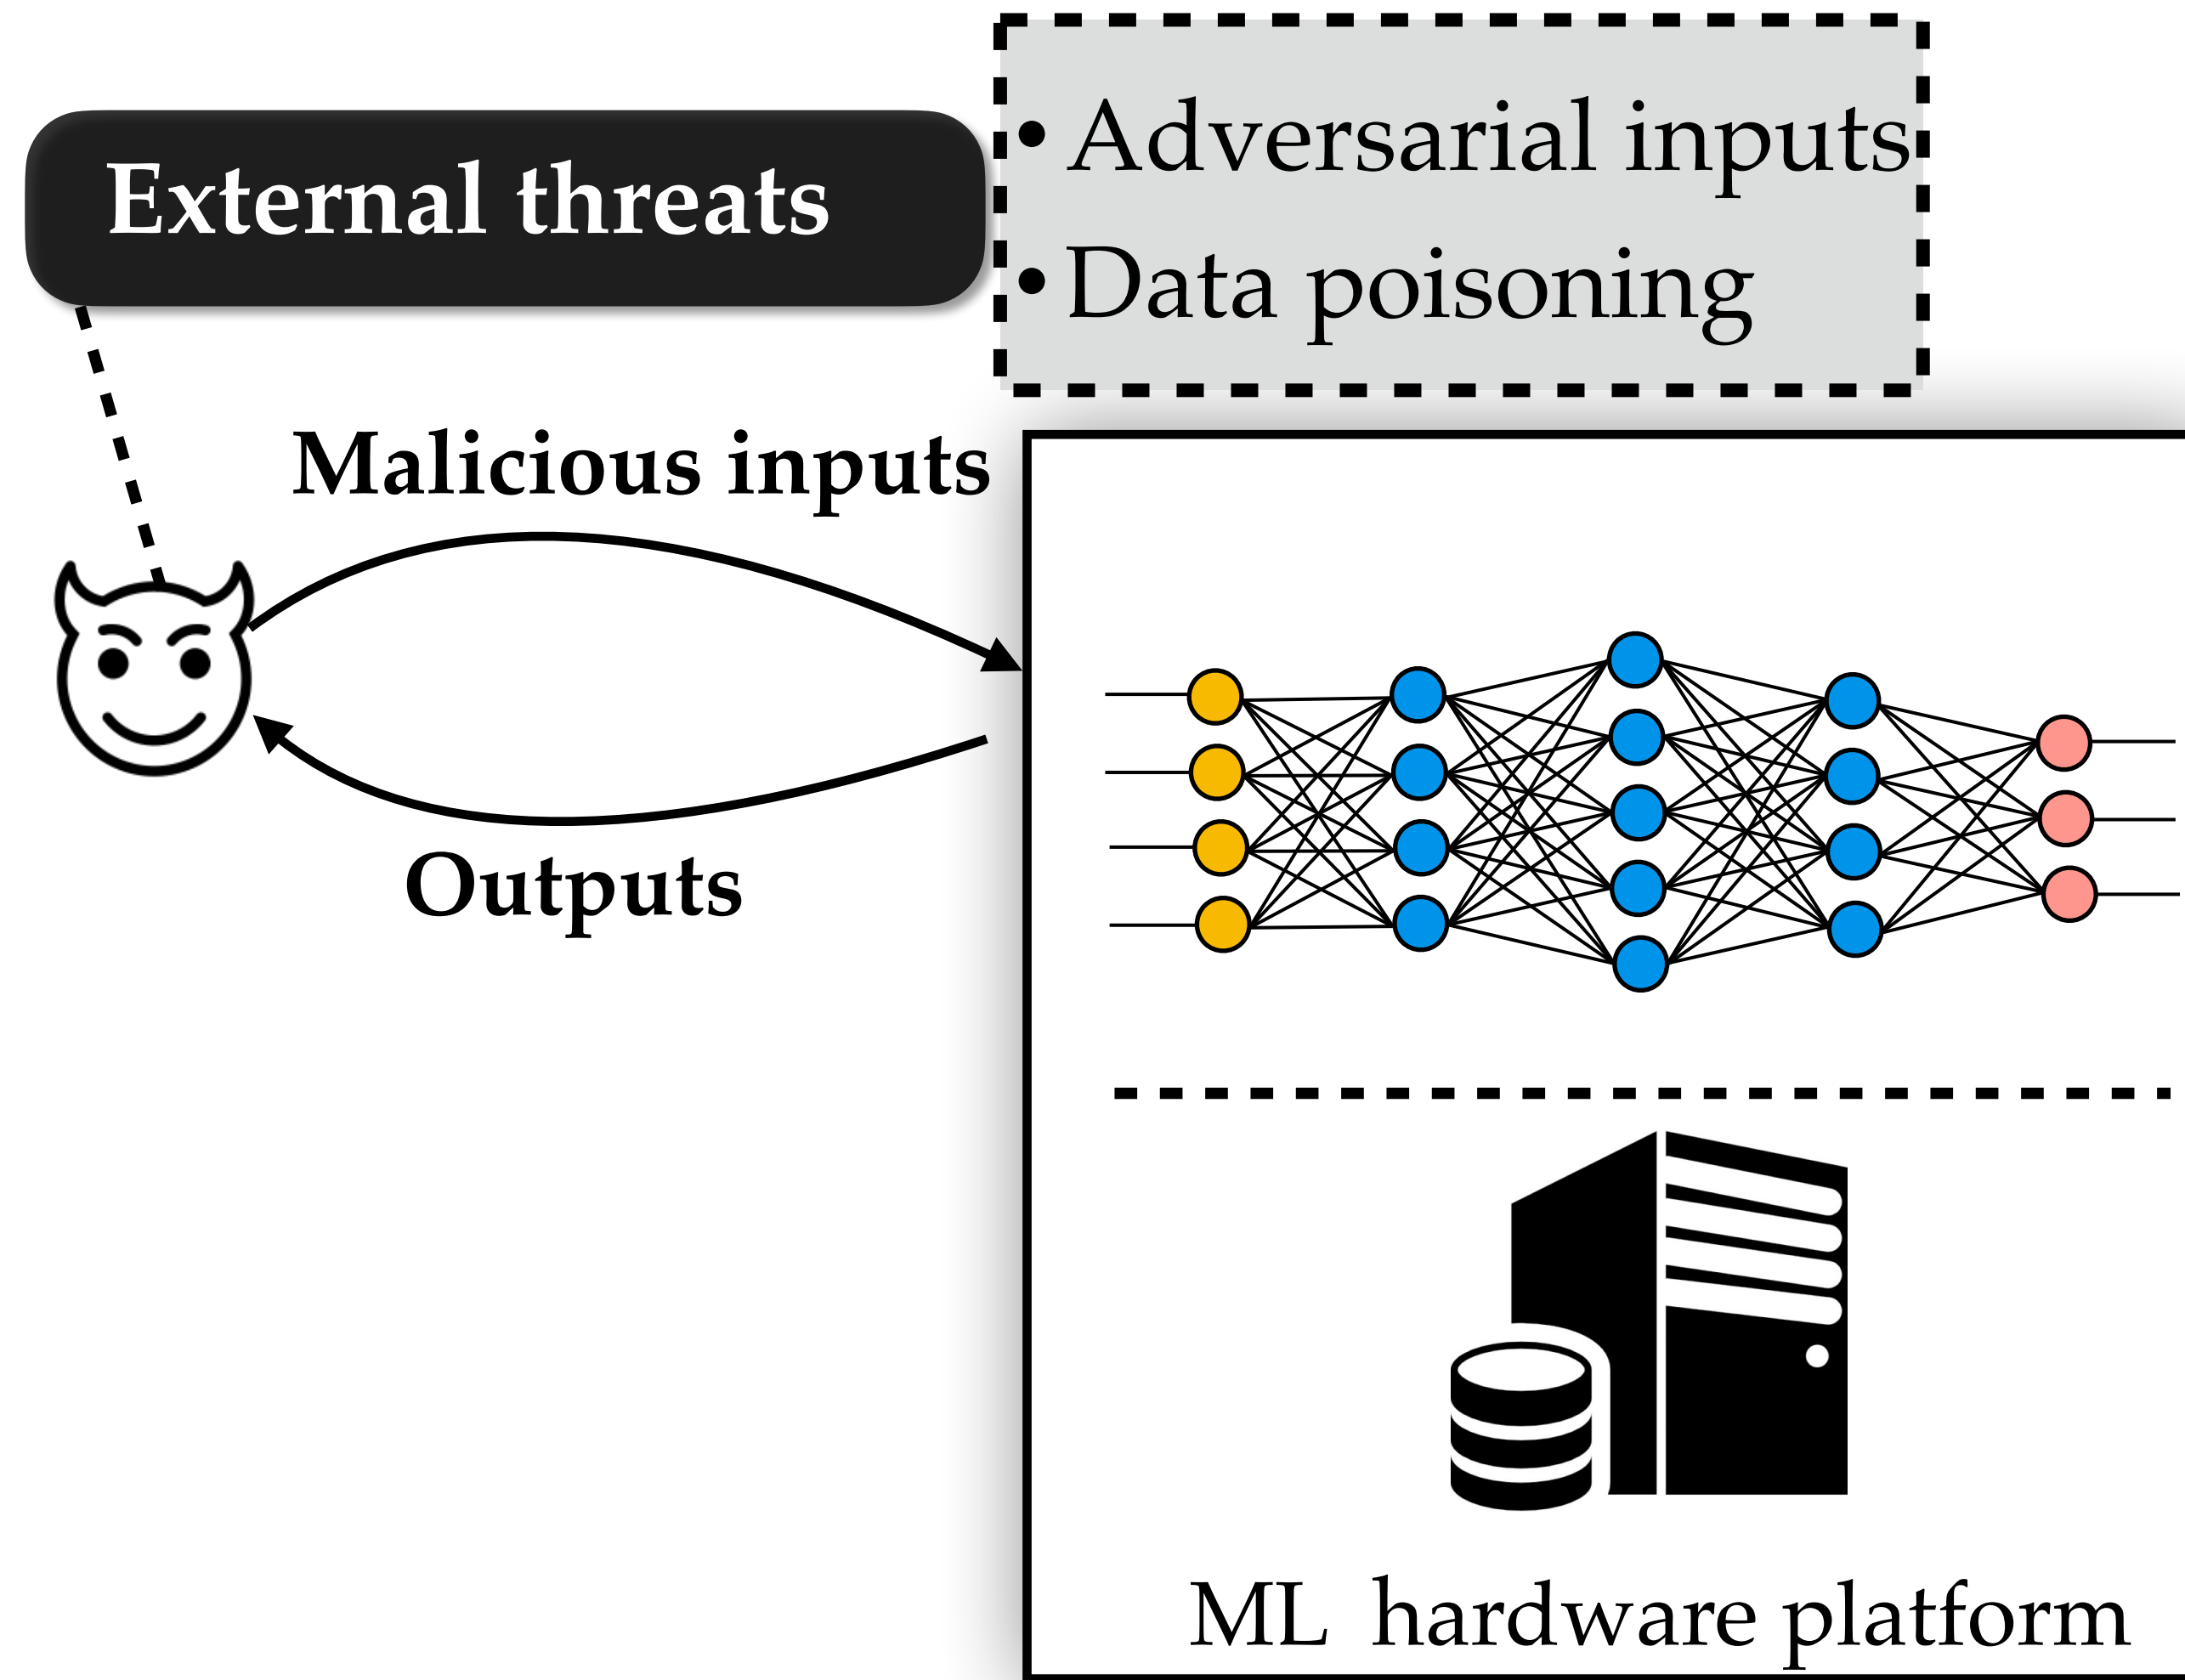 External threats
• Adversarial inputs
• Data poisoning
Malicious inputs
Outputs
ML hardware platform